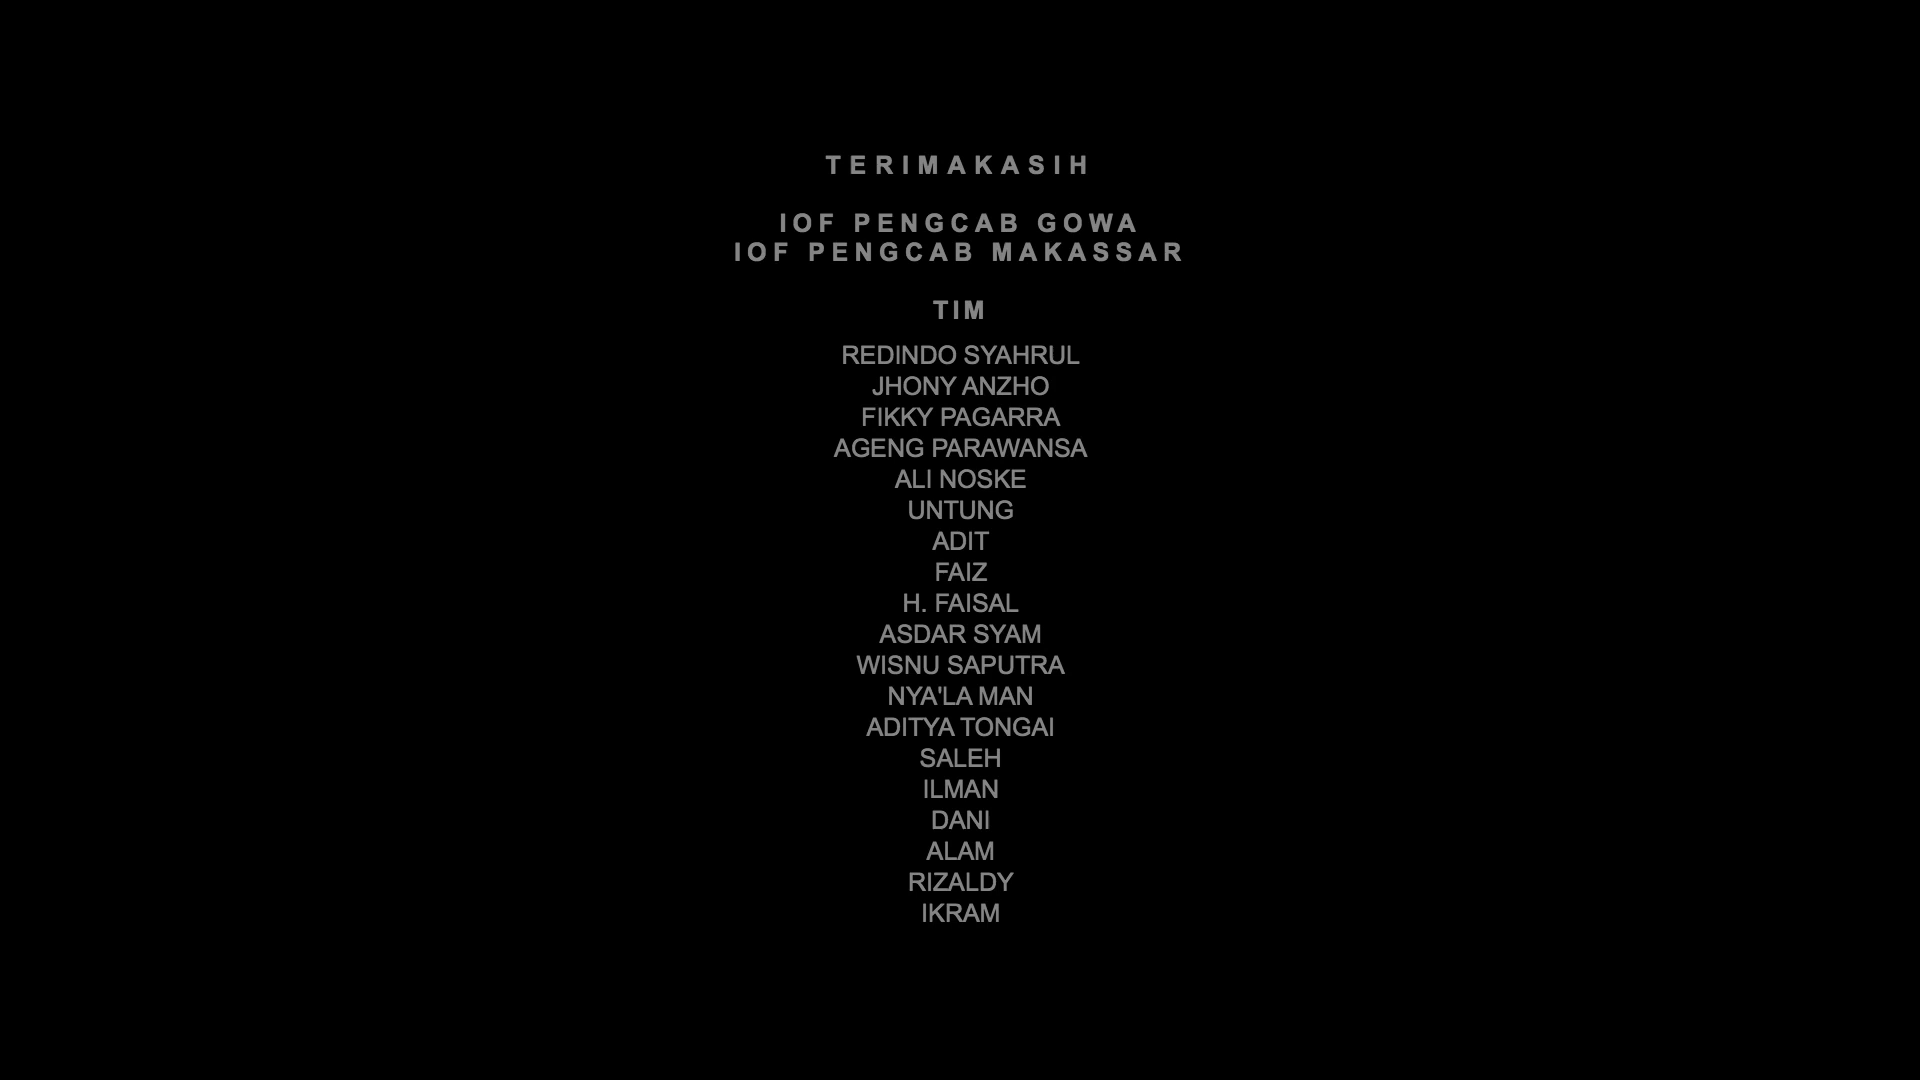 TERIMAKASIH
IOF PENGCAB GOWA
IOF PENGCAB MAKASSAR
TIM
REDINDO SYAHRUL
JHONY ANZHO
FIKKY PAGARRA
AGENG PARAWANSA
ALI NOSKE
UNTUNG
ADIT
FAIZ
H. FAISAL
ASDAR SYAM
WISNU SAPUTRA
NYA'LA MAN
ADITYA TONGAI
SALEH
ILMAN
DANI
ALAM
RIZALDY
IKRAM